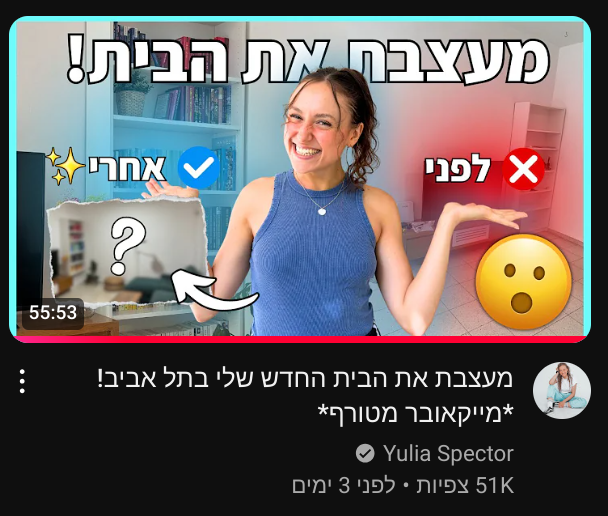 מעצבת את הבית!
לפני
אחרי
?
55:53
מעצבת את הבית החדש שלי בתל אביב!
*מייקאובר מטורף*
Yulia Spector
51K צפיות • לפני 3 ימים